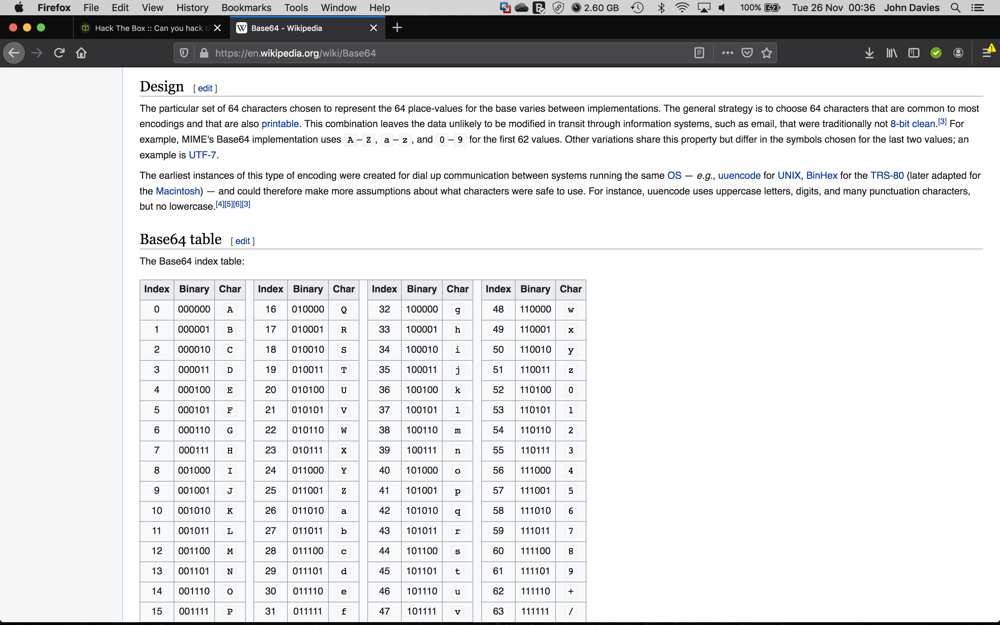 Firefox File Edit View History Bookmarks Tools Window Help 2.60 GB 100% Tue 26 Nov 00:36 John Davies
Hack The Box :: Can you hack t Base64 - Wikipedia
https://en.wikipedia.org/wiki/Base64
Design [ edit ]
The particular set of 64 characters chosen to represent the 64 place-values for the base varies between implementations. The general strategy is to choose 64 characters that are common to most
encodings and that are also printable. This combination leaves the data unlikely to be modified in transit through information systems, such as email, that were traditionally not 8-bit clean.[3] For
example, MIME's Base64 implementation uses A–Z, a–z, and 0–9 for the first 62 values. Other variations share this property but differ in the symbols chosen for the last two values; an
example is UTF-7.
The earliest instances of this type of encoding were created for dial up communication between systems running the same OS — e.g., uuencode for UNIX, BinHex for the TRS-80 (later adapted for
the Macintosh) — and could therefore make more assumptions about what characters were safe to use. For instance, uuencode uses uppercase letters, digits, and many punctuation characters,
but no lowercase.[4][5][6][3]
Base64 table [ edit ]
The Base64 index table:
Index Binary Char Index Binary Char Index Binary Char Index Binary Char
0 000000 A 16 010000 Q 32 100000 g 48 110000 w
1 000001 B 17 010001 R 33 100001 h 49 110001 x
2 000010 C 18 010010 S 34 100010 i 50 110010 y
3 000011 D 19 010011 T 35 100011 j 51 110011 z
4 000100 E 20 010100 U 36 100100 k 52 110100 0
5 000101 F 21 010101 V 37 100101 l 53 110101 1
6 000110 G 22 010110 W 38 100110 m 54 110110 2
7 000111 H 23 010111 X 39 100111 n 55 110111 3
8 001000 I 24 011000 Y 40 101000 o 56 111000 4
9 001001 J 25 011001 Z 41 101001 p 57 111001 5
10 001010 K 26 011010 a 42 101010 q 58 111010 6
11 001011 L 27 011011 b 43 101011 r 59 111011 7
12 001100 M 28 011100 c 44 101100 s 60 111100 8
13 001101 N 29 011101 d 45 101101 t 61 111101 9
14 001110 O 30 011110 e 46 101110 u 62 111110 +
15 001111 P 31 011111 f 47 101111 v 63 111111 /